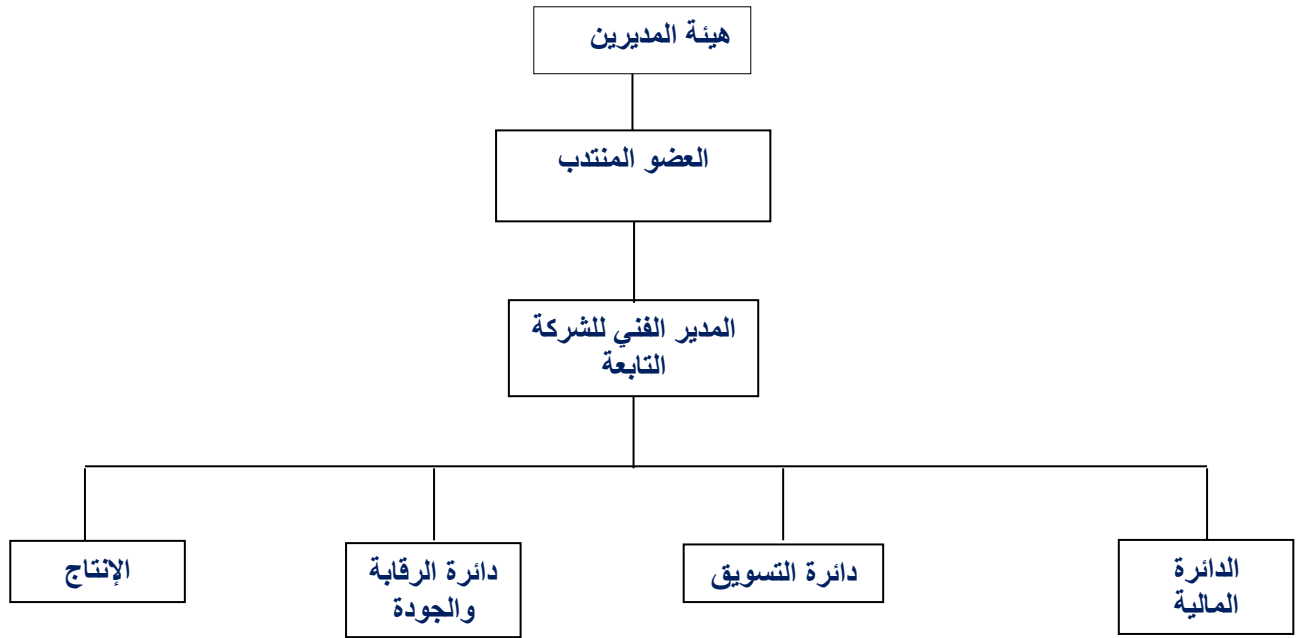 هيئة المديرين
العضو المنتدب
المدير الفني للشركة
التابعة
الدائرة
المالية
دائرة التسويق
دائرة الرقابة
والجودة
الإنتاج